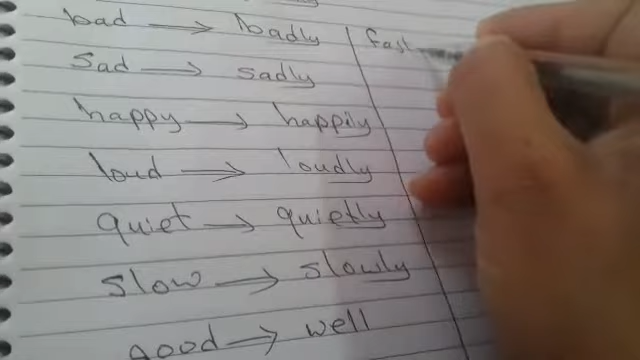 bad → badly
sad → sadly
happy → happily
loud → loudly
quiet → quietly
slow → slowly
good → well
fast